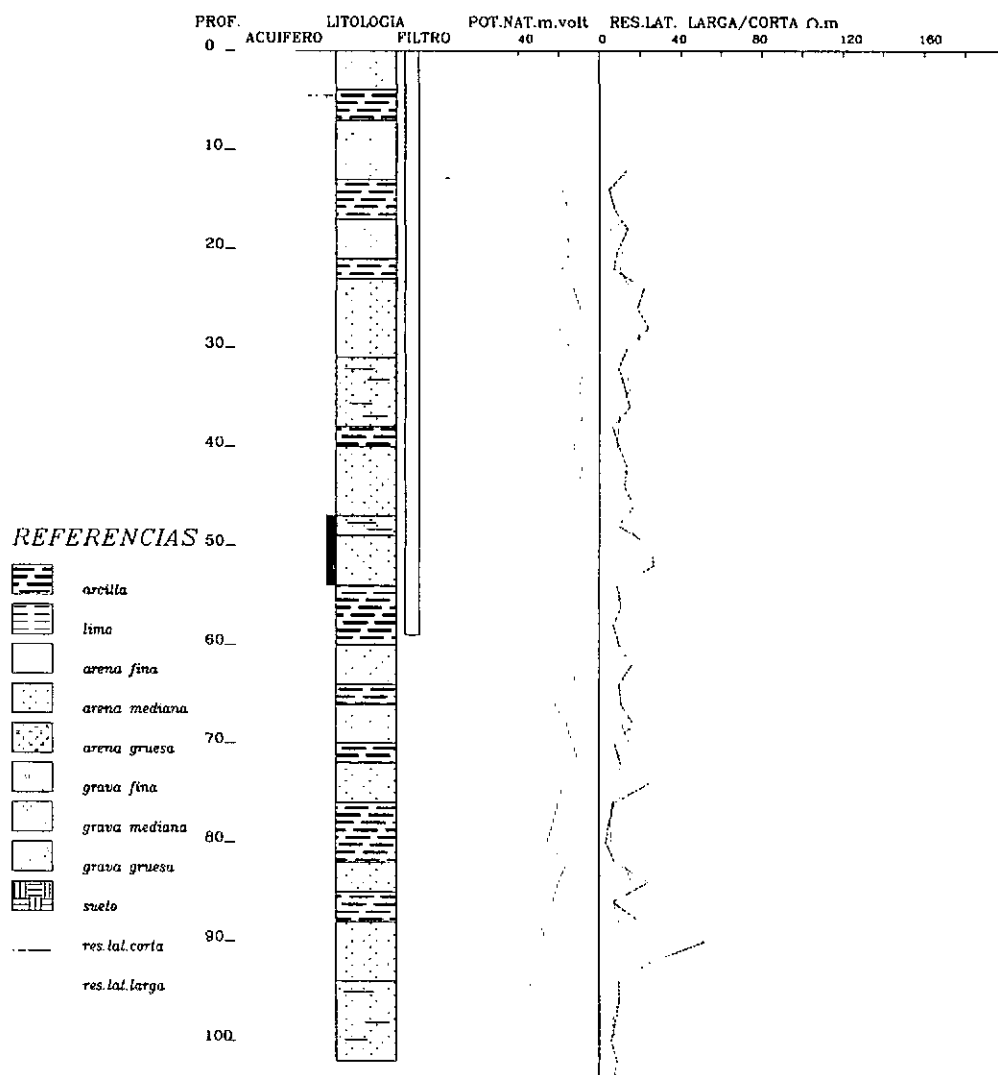 PROF. LITOLOGIA POT.NAT.m.volt RES.LAT. LARGA/CORTA Ω.m
ACUIFERO FILTRO
0 40 0 40 80 120 160
10
20
30
40
50
60
70
80
90
100
REFERENCIAS
arcilla
limo
arena fina
arena mediana
arena gruesa
grava fina
grava mediana
grava gruesa
suelo
res.lat.corta
res.lat.larga